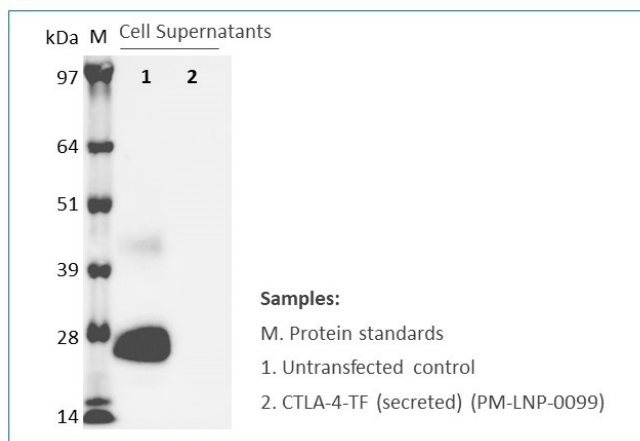 kDa M Cell Supernatants
97 1 2
64
51
39
28
14
Samples:
M. Protein standards
1. Untransfected control
2. CTLA-4-TF (secreted) (PM-LNP-0099)